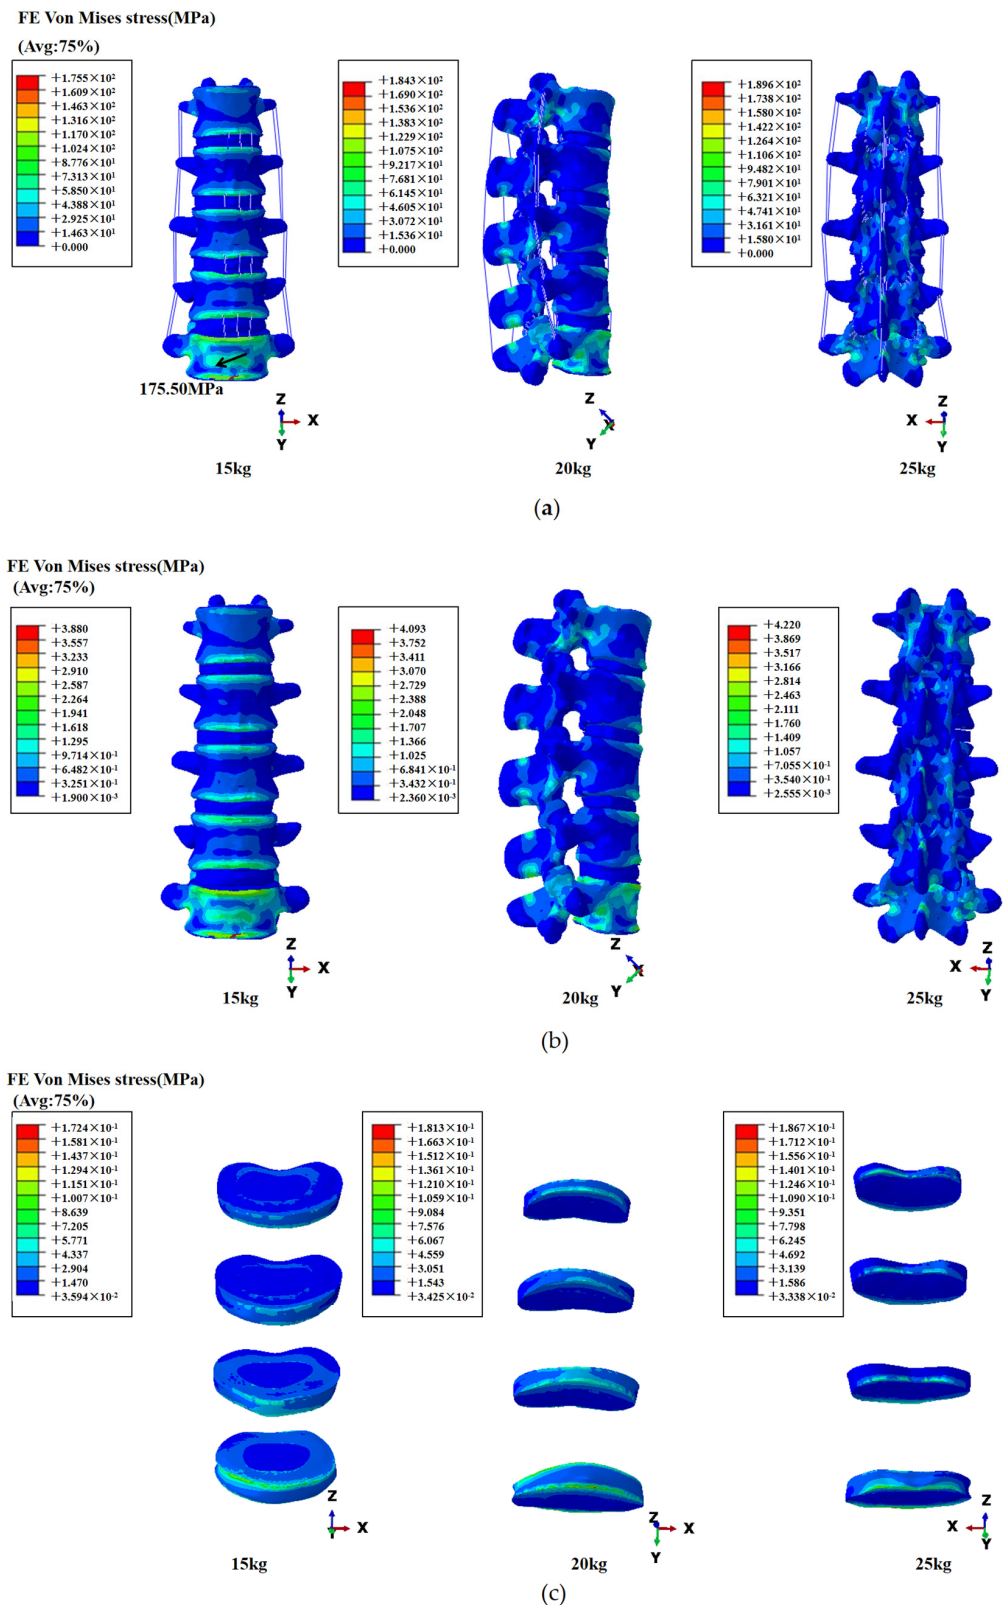 FE Von Mises stress(MPa)
(Avg:75%)
+1.755×10²
+1.609×10²
+1.463×10²
+1.316×10²
+1.170×10²
+1.024×10²
+8.776×10¹
+7.313×10¹
+5.850×10¹
+4.388×10¹
+2.925×10¹
+1.463×10¹
+0.000
175.50MPa
Z
X
Y
15kg
+1.843×10²
+1.690×10²
+1.536×10²
+1.383×10²
+1.229×10²
+1.075×10²
+9.217×10¹
+7.681×10¹
+6.145×10¹
+4.605×10¹
+3.072×10¹
+1.536×10¹
+0.000
Z
X
Y
20kg
+1.896×10²
+1.738×10²
+1.580×10²
+1.422×10²
+1.264×10²
+1.106×10²
+9.482×10¹
+7.901×10¹
+6.321×10¹
+4.741×10¹
+3.161×10¹
+1.580×10¹
+0.000
Z
X
Y
25kg
(a)
FE Von Mises stress(MPa)
(Avg:75%)
+3.880
+3.557
+3.233
+2.910
+2.587
+2.264
+1.941
+1.618
+1.295
+9.714×10⁻¹
+6.482×10⁻¹
+3.251×10⁻¹
+1.900×10⁻³
Z
X
Y
15kg
+4.093
+3.752
+3.411
+3.070
+2.729
+2.388
+2.048
+1.707
+1.366
+1.025
+6.841×10⁻¹
+3.432×10⁻¹
+2.360×10⁻³
Z
X
Y
20kg
+4.220
+3.869
+3.517
+3.166
+2.814
+2.463
+2.111
+1.760
+1.409
+1.057
+7.055×10⁻¹
+3.540×10⁻¹
+2.555×10⁻³
Z
X
Y
25kg
(b)
FE Von Mises stress(MPa)
(Avg:75%)
+1.724×10⁻¹
+1.581×10⁻¹
+1.437×10⁻¹
+1.294×10⁻¹
+1.151×10⁻¹
+1.007×10⁻¹
+8.639
+7.205
+5.771
+4.337
+2.904
+1.470
+3.594×10⁻²
Z
X
Y
15kg
+1.813×10⁻¹
+1.663×10⁻¹
+1.512×10⁻¹
+1.361×10⁻¹
+1.210×10⁻¹
+1.059×10⁻¹
+9.084
+7.576
+6.067
+4.559
+3.051
+1.543
+3.425×10⁻²
Z
X
Y
20kg
+1.867×10⁻¹
+1.712×10⁻¹
+1.556×10⁻¹
+1.401×10⁻¹
+1.246×10⁻¹
+1.090×10⁻¹
+9.351
+7.798
+6.245
+4.692
+3.139
+1.586
+3.338×10⁻²
Z
X
Y
25kg
(c)